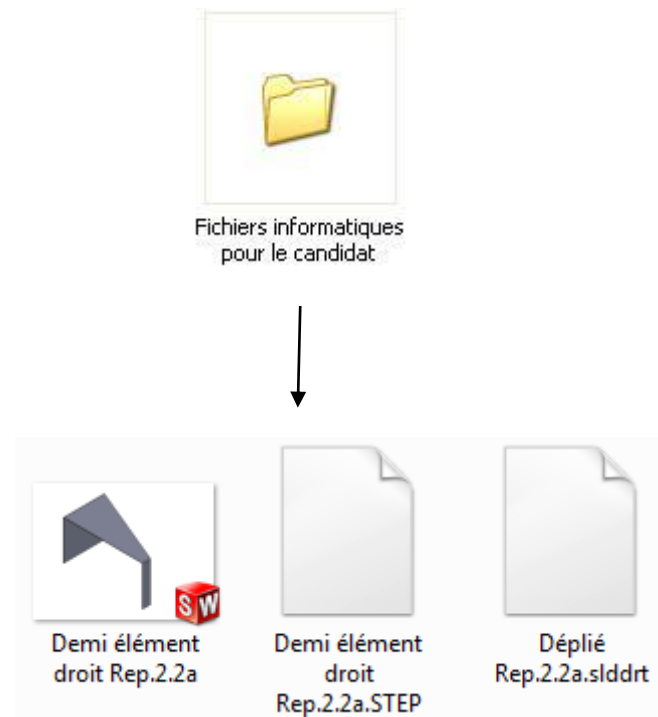 Fichiers informatiques
pour le candidat
SW
Demi élément
droit Rep.2.2a
Demi élément
droit
Rep.2.2a.STEP
Déplié
Rep.2.2a.slddrt